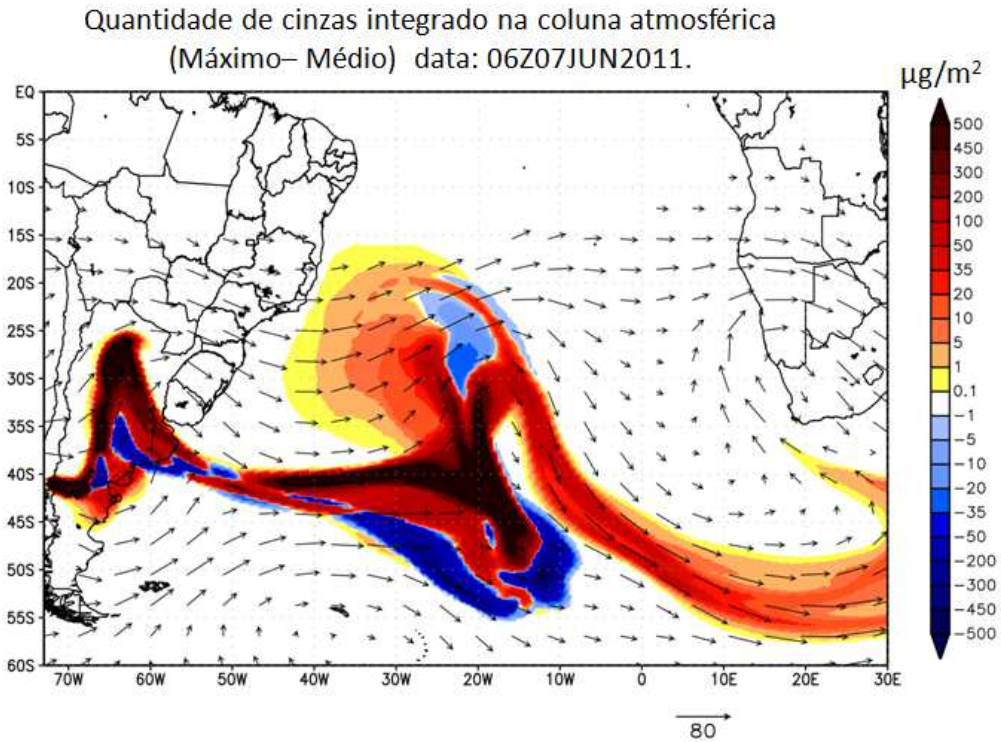 Quantidade de cinzas integrado na coluna atmosférica
(Máximo– Médio) data: 06Z07JUN2011.
µg/m²
EQ
5S
10S
15S
20S
25S
30S
35S
40S
45S
50S
55S
60S
70W
60W
50W
40W
30W
20W
10W
0
10E
20E
30E
500
450
300
200
100
50
35
20
10
5
1
0.1
−1
−5
−10
−20
−35
−50
−200
−300
−450
−500
80